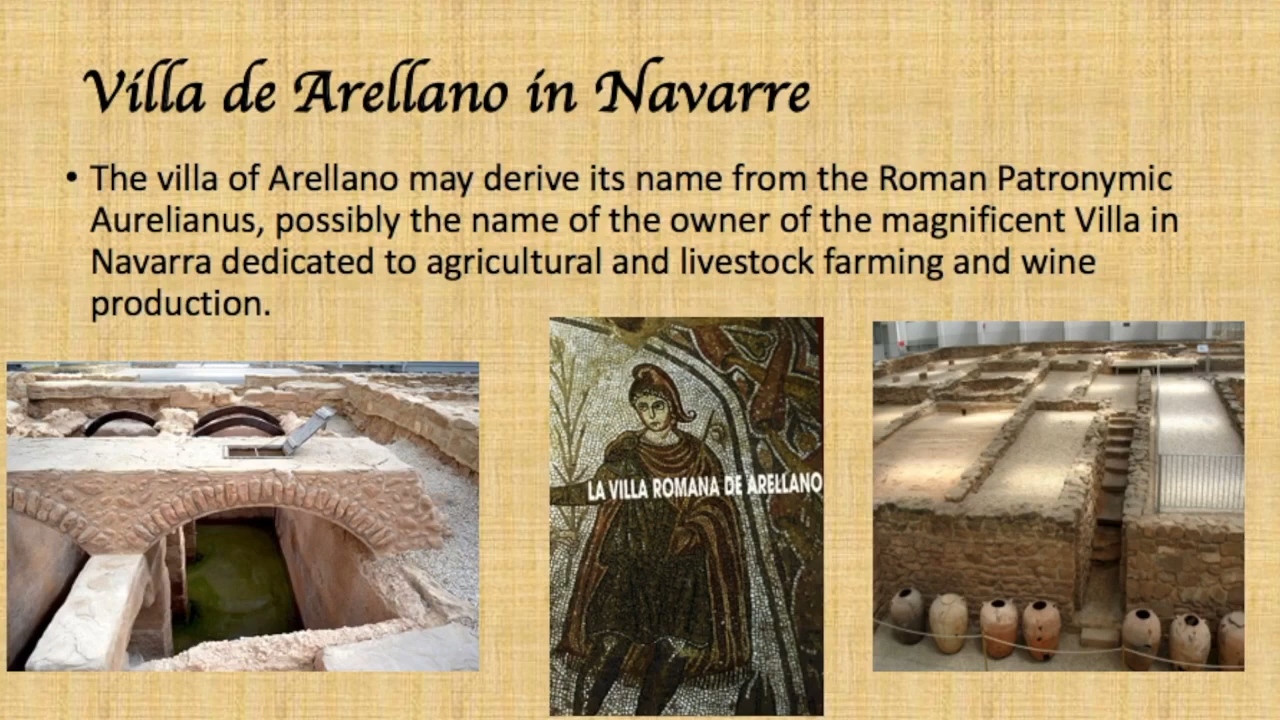 Villa de Arellano in Navarre
• The villa of Arellano may derive its name from the Roman Patronymic
Aurelianus, possibly the name of the owner of the magnificent Villa in
Navarra dedicated to agricultural and livestock farming and wine
production.
LA VILLA ROMANA DE ARELLANO